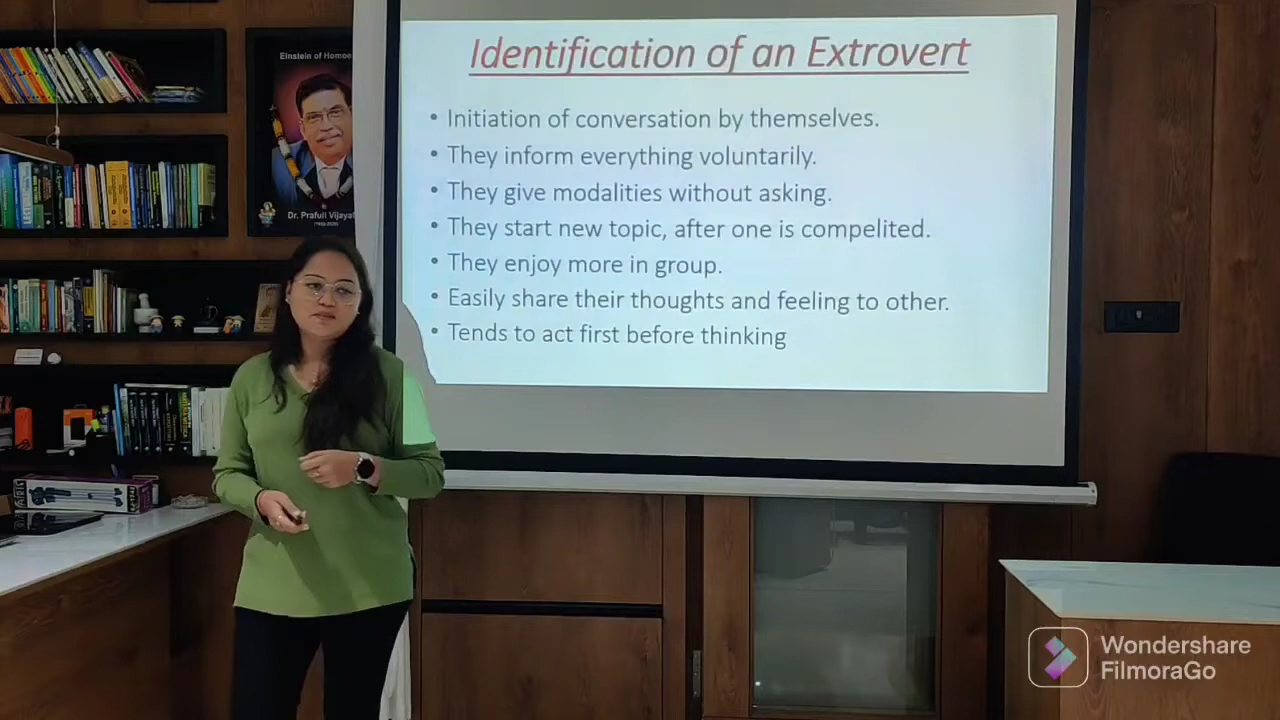 Identification of an Extrovert
• Initiation of conversation by themselves.
• They inform everything voluntarily.
• They give modalities without asking.
• They start new topic, after one is compelited.
• They enjoy more in group.
• Easily share their thoughts and feeling to other.
• Tends to act first before thinking
Einstein of Homoe
Dr. Prafull Vijaya
Wondershare
FilmoraGo